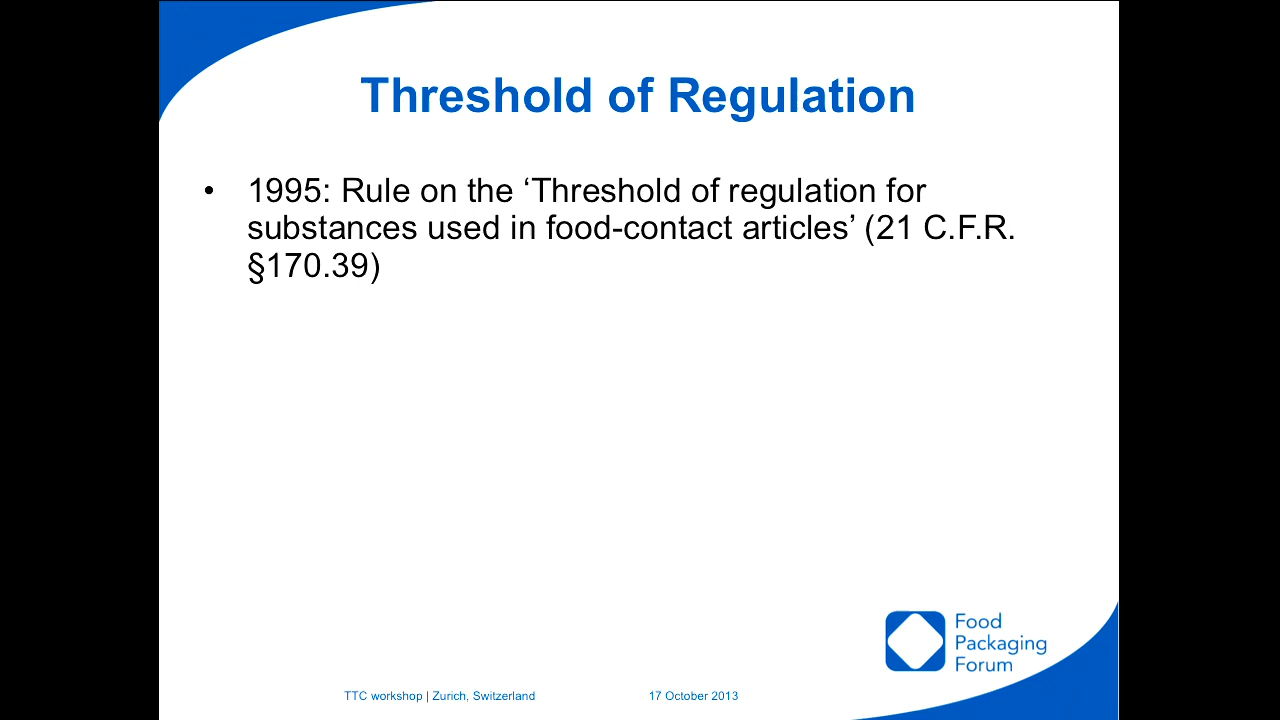 Threshold of Regulation
• 1995: Rule on the ‘Threshold of regulation for
substances used in food-contact articles’ (21 C.F.R.
§170.39)
Food
Packaging
Forum
TTC workshop | Zurich, Switzerland
17 October 2013